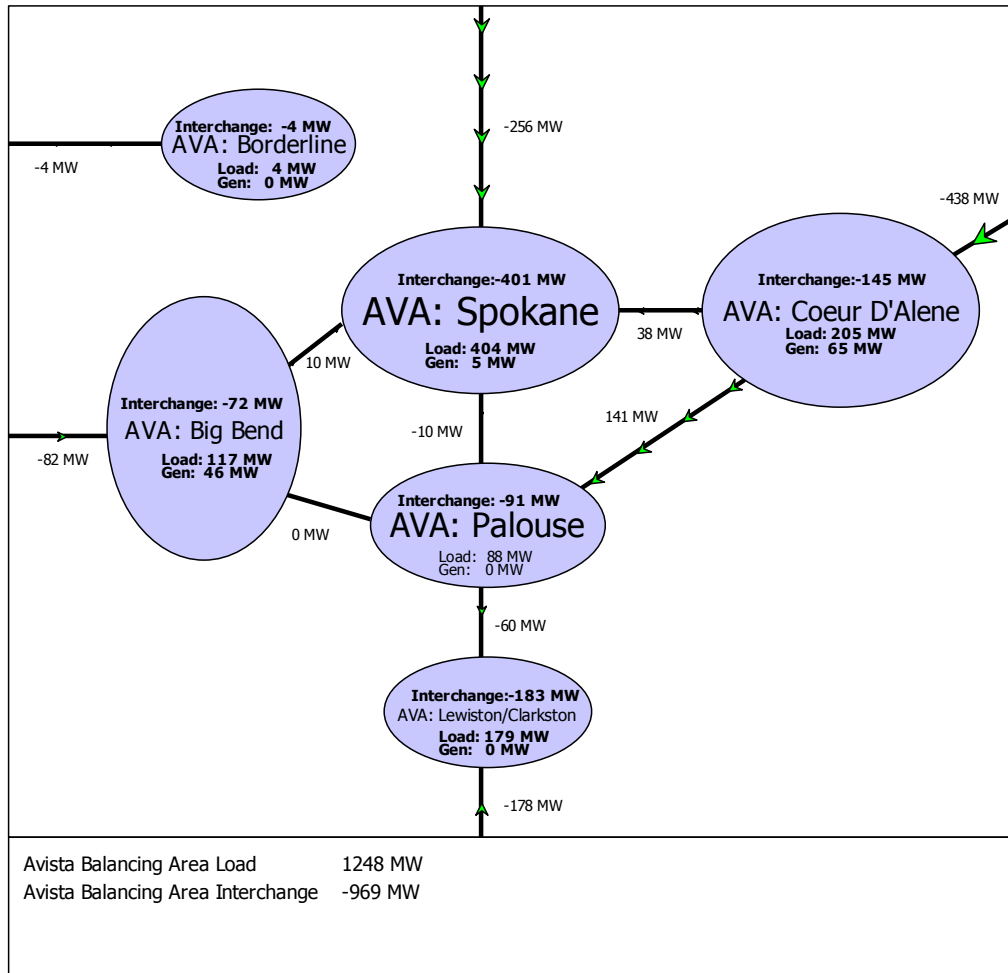 -256 MW
Interchange: -4 MW
AVA: Borderline
Load: 4 MW
Gen: 0 MW
-4 MW
-438 MW
Interchange:-401 MW
AVA: Spokane
Load: 404 MW
Gen: 5 MW
Interchange:-145 MW
AVA: Coeur D'Alene
Load: 205 MW
Gen: 65 MW
38 MW
10 MW
Interchange: -72 MW
AVA: Big Bend
Load: 117 MW
Gen: 46 MW
-82 MW
-10 MW
141 MW
0 MW
Interchange: -91 MW
AVA: Palouse
Load: 88 MW
Gen: 0 MW
-60 MW
Interchange:-183 MW
AVA: Lewiston/Clarkston
Load: 179 MW
Gen: 0 MW
-178 MW
Avista Balancing Area Load 1248 MW
Avista Balancing Area Interchange -969 MW